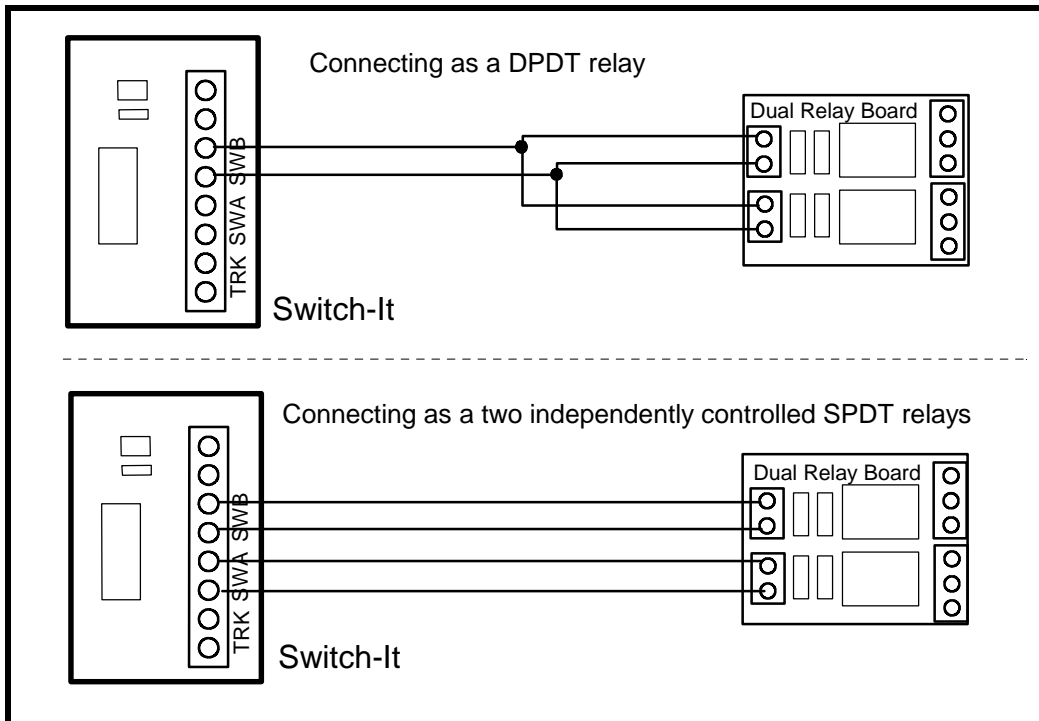 Connecting as a DPDT relay
Dual Relay Board
TRK SWA SWB
Switch-It
Connecting as a two independently controlled SPDT relays
Dual Relay Board
TRK SWA SWB
Switch-It